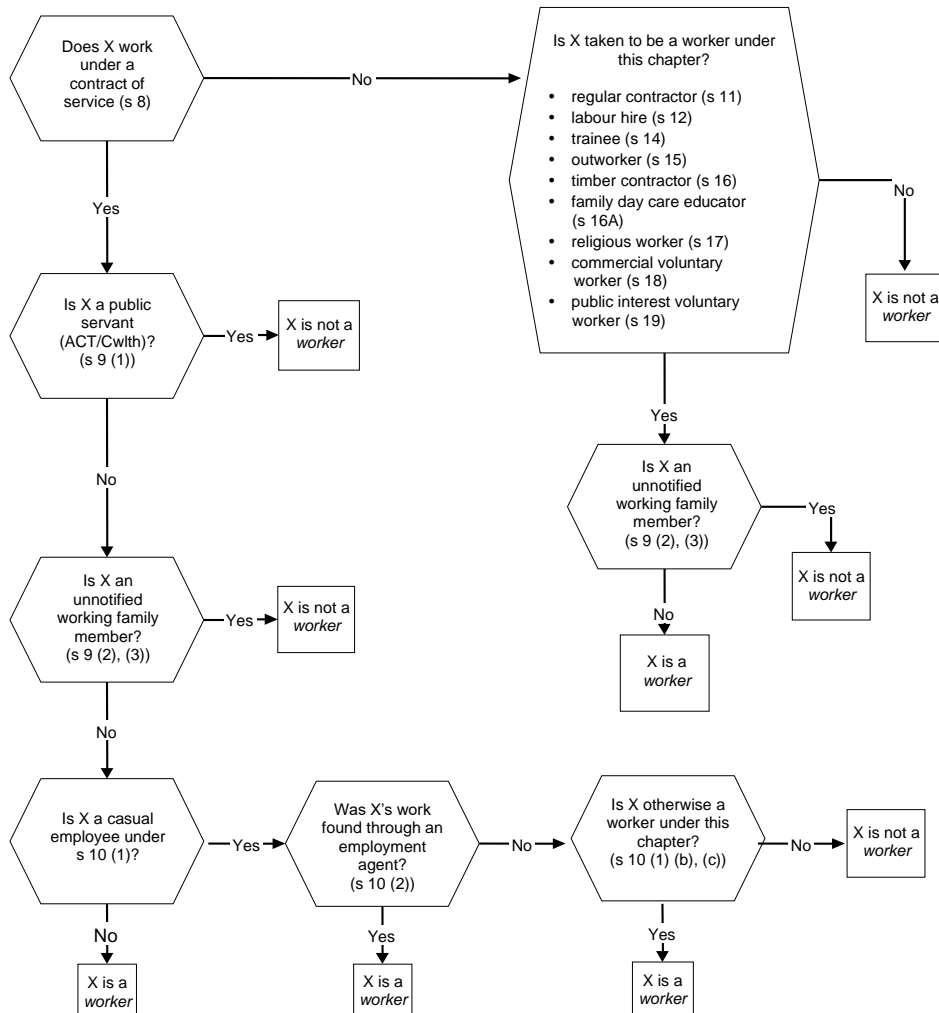 Does X work
under a
contract of
service (s 8)
No
Is X taken to be a worker under
this chapter?
• regular contractor (s 11)
• labour hire (s 12)
• trainee (s 14)
• outworker (s 15)
• timber contractor (s 16)
• family day care educator
(s 16A)
• religious worker (s 17)
• commercial voluntary
worker (s 18)
• public interest voluntary
worker (s 19)
No
X is not a
worker
Yes
Is X a public
servant
(ACT/Cwlth)?
(s 9 (1))
Yes
X is not a
worker
Yes
Is X an
unnotified
working family
member?
(s 9 (2), (3))
Yes
X is not a
worker
No
X is a
worker
No
Is X an
unnotified
working family
member?
(s 9 (2), (3))
Yes
X is not a
worker
No
Is X a casual
employee under
s 10 (1)?
Yes
Was X's work
found through an
employment
agent?
(s 10 (2))
No
Is X otherwise a
worker under this
chapter?
(s 10 (1) (b), (c))
No
X is not a
worker
No
X is a
worker
Yes
X is a
worker
Yes
X is a
worker